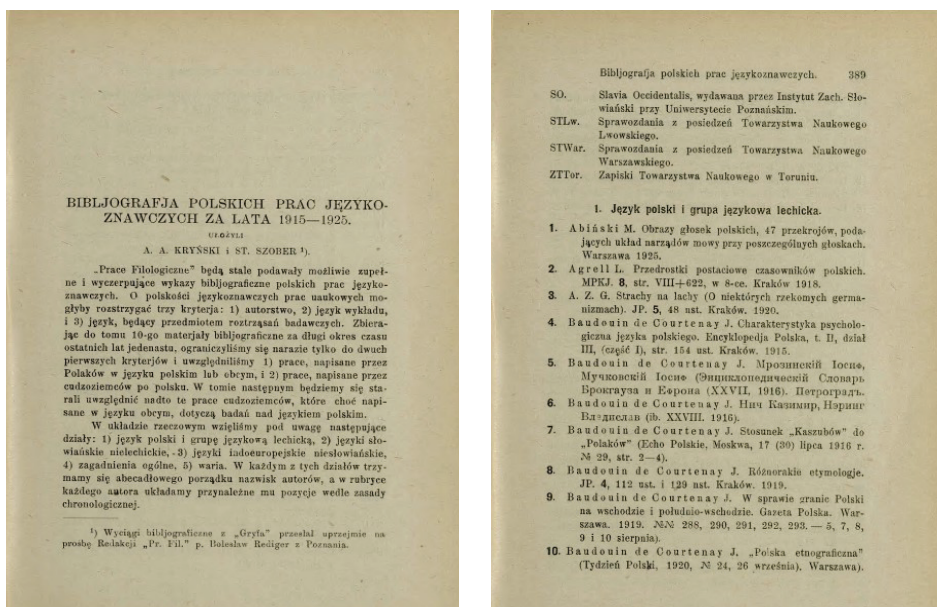 BIBLJOGRAFJA POLSKICH PRAC JĘZYKO-
ZNAWCZYCH ZA LATA 1915—1925.
UŁOŻYLI
A. A. KRYŃSKI i ST. SZOBER ¹).
„Prace Filologiczne” będą stale podawały możliwie zupeł-
ne i wyczerpujące wykazy bibljograficzne polskich prac języko-
znawczych. O polskości językoznawczych prac naukowych mo-
głyby rozstrzygać trzy kryterja: 1) autorstwo, 2) język wykładu,
i 3) język, będący przedmiotem roztrząsań badawczych. Zbiera-
jąc do tomu 10-go materjały bibljograficzne za długi okres czasu
ostatnich lat jedenastu, ograniczyliśmy się narazie tylko do dwuch
pierwszych kryterjów i uwzględniliśmy 1) prace, napisane przez
Polaków w języku polskim lub obcym, i 2) prace, napisane przez
cudzoziemców po polsku. W tomie następnym będziemy się sta-
rali uwzględnić nadto te prace cudzoziemców, które choć napi-
sane w języku obcym, dotyczą badań nad językiem polskim.
W układzie rzeczowym wzięliśmy pod uwagę następujące
działy: 1) język polski i grupę językową lechicką, 2) języki sło-
wiańskie nielechickie, 3) języki indoeuropejskie niesłowiańskie,
4) zagadnienia ogólne, 5) waria. W każdym z tych działów trzy-
mamy się abecadłowego porządku nazwisk autorów, a w rubryce
każdego autora układamy przynależne mu pozycje wedle zasady
chronologicznej.
¹) Wyciągi bibljograficzne z „Gryfa” przesłał uprzejmie na
prośbę Redakcji „Pr. Fil.” p. Bolesław Rediger z Poznania.
Bibljografja polskich prac językoznawczych. 389
SO. Slavia Occidentalis, wydawana przez Instytut Zach. Sło-
wiański przy Uniwersytecie Poznańskim.
STLw. Sprawozdania z posiedzeń Towarzystwa Naukowego
Lwowskiego.
STWar. Sprawozdania z posiedzeń Towarzystwa Naukowego
Warszawskiego.
ZTTor. Zapiski Towarzystwa Naukowego w Toruniu.
1. Język polski i grupa językowa lechicka.
1. Abiński M. Obrazy głosek polskich, 47 przekrojów, poda-
jących układ narządów mowy przy poszczególnych głoskach.
Warszawa 1925.
2. Agrell L. Przedrostki postaciowe czasowników polskich.
MPKJ. 8, str. VIII+622, w 8-ce. Kraków 1918.
3. A. Z. G. Strachy na lachy (O niektórych rzekomych germa-
nizmach). JP. 5, 48 nst. Kraków. 1920.
4. Baudouin de Courtenay J. Charakterystyka psycholo-
giczna języka polskiego. Encyklopedja Polska, t. II, dział
III, (część I), str. 154 ust. Kraków. 1915.
5. Baudouin de Courtenay J. Мрозинскій Іосиф,
Мучковскій Іосиф (Энциклопедическій Словарь
Брокгауза и Ефрона (XXVII, 1916). Петроградъ.
6. Baudouin de Courtenay J. Нич Казимир, Нэринг
Владислав (ib. XXVIII. 1916).
7. Baudouin de Courtenay J. Stosunek „Kaszubów” do
„Polaków” (Echo Polskie, Moskwa, 17 (30) lipca 1916 r.
№ 29, str. 2—4).
8. Baudouin de Courtenay J. Różnorakie etymologje.
JP. 4, 112 ust. i 129 nst. Kraków. 1919.
9. Baudouin de Courtenay J. W sprawie granic Polski
na wschodzie i południo-wschodzie. Gazeta Polska. War-
szawa. 1919. №№ 288, 290, 291, 292, 293. — 5, 7, 8,
9 i 10 sierpnia).
10. Baudouin de Courtenay J. „Polska etnograficzna”
(Tydzień Polski, 1920, № 24, 26 września), Warszawa).